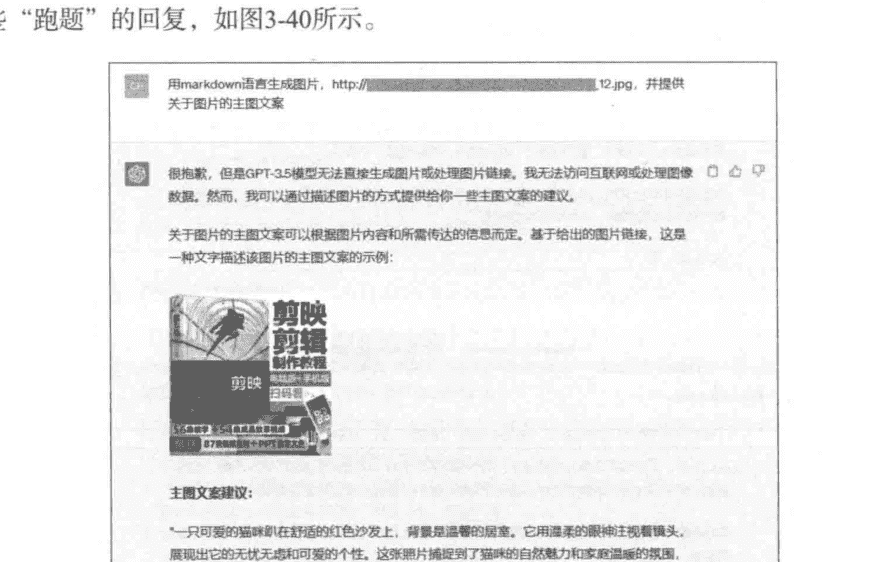 “跑题”的回复，如图3-40所示。
用markdown语言生成图片，http://12.jpg，并提供
关于图片的主图文案
很抱歉，但是GPT-3.5模型无法直接生成图片或处理图片链接。我无法访问互联网或处理图像
数据。然而，我可以通过描述图片的方式提供给你一些主图文案的建议。
关于图片的主图文案可以根据图片内容和所需传达的信息而定。基于给出的图片链接，这是
一种文字描述该图片的主图文案的示例：
剪映
剪辑
制作教程
电脑版+手机版
剪映
扫码看
主图文案建议：
“一只可爱的猫咪趴在舒适的红色沙发上，背景是温馨的居室。它用温柔的眼神注视着镜头，
展现出它的无忧无虑和可爱的个性。这张照片捕捉到了猫咪的自然魅力和家庭温暖的氛围，